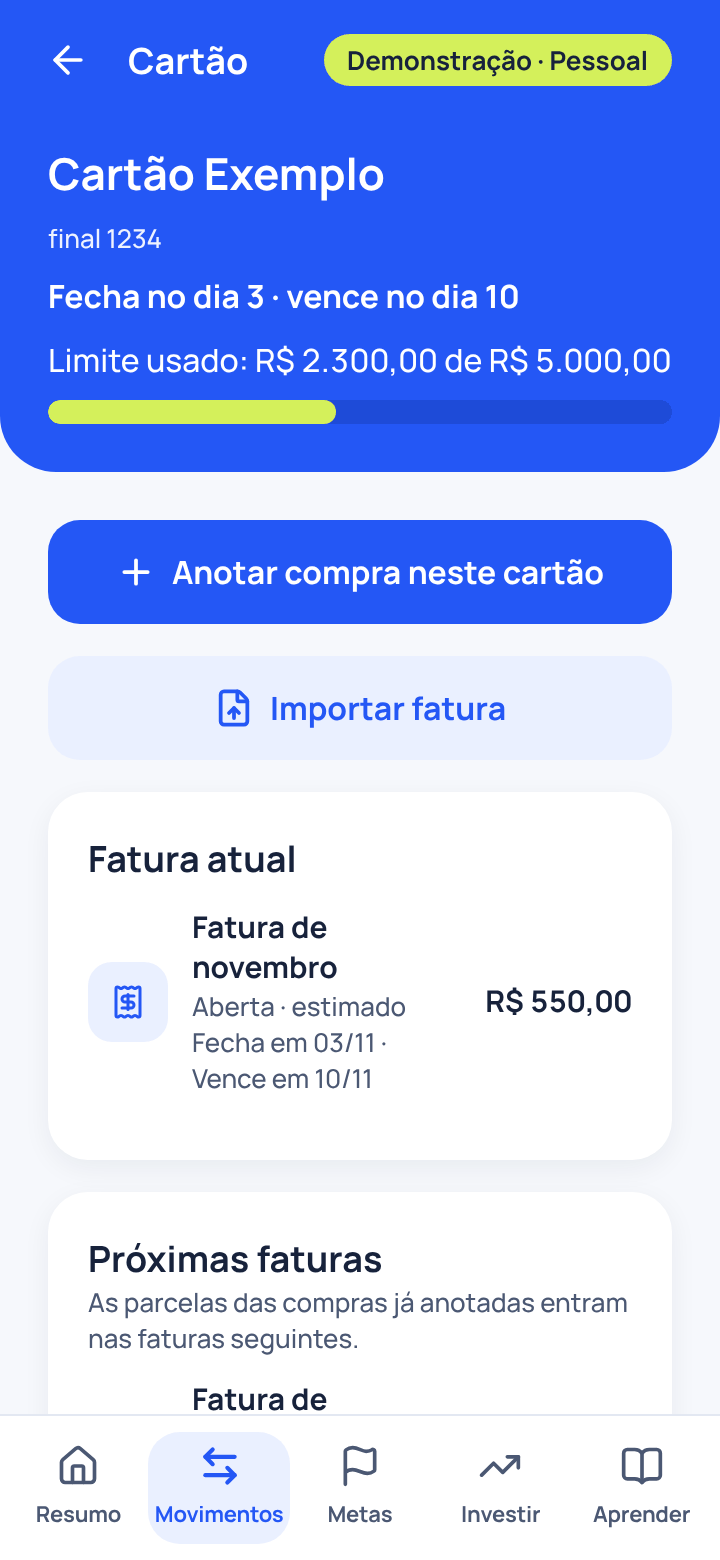 Cartão
Demonstração · Pessoal
Cartão Exemplo
final 1234
Fecha no dia 3 · vence no dia 10
Limite usado: R$ 2.300,00 de R$ 5.000,00
Anotar compra neste cartão
Importar fatura
Fatura atual
Fatura de
novembro
Aberta · estimado
Fecha em 03/11 ·
Vence em 10/11
R$ 550,00
Próximas faturas
As parcelas das compras já anotadas entram
nas faturas seguintes.
Fatura de
Resumo
Movimentos
Metas
Investir
Aprender